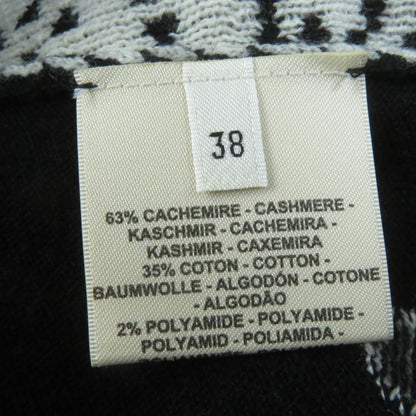 38
63% CACHEMIRE - CASHMERE -
KASCHMIR - CACHEMIRA -
KASHMIR - CAXEMIRA
35% COTON - COTTON -
BAUMWOLLE - ALGODÓN - COTONE
- ALGODÃO
2% POLYAMIDE - POLYAMIDE -
POLYAMID - POLIAMIDA -